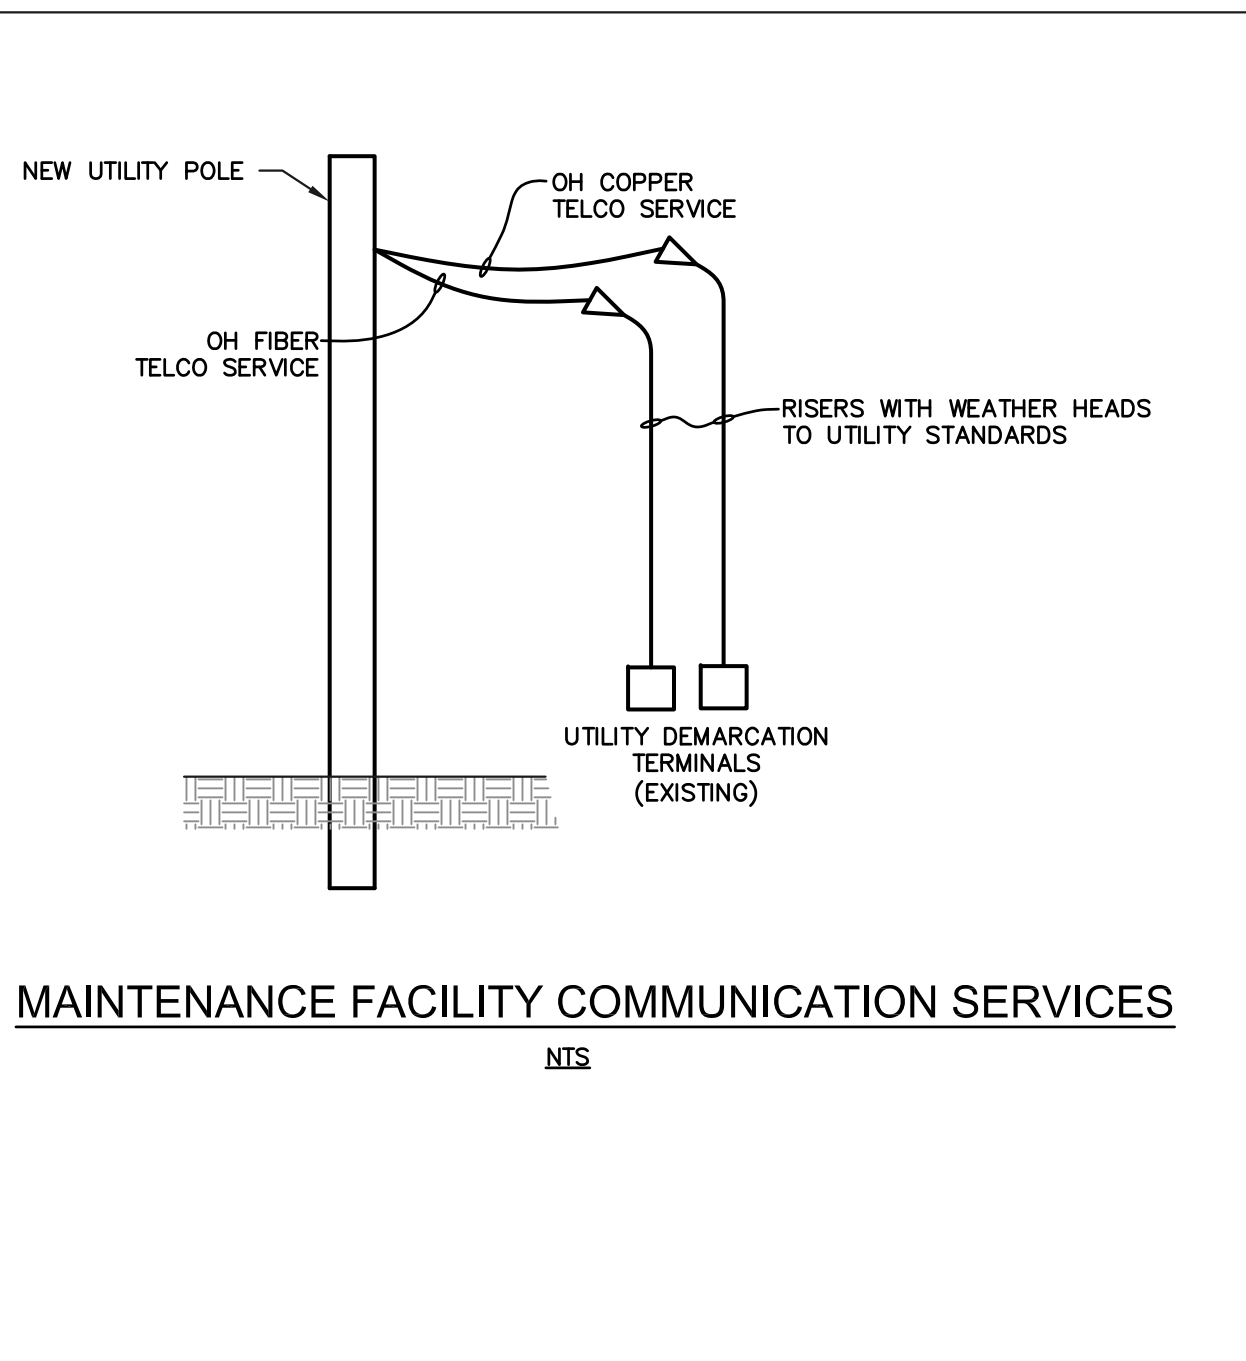 NEW UTILITY POLE
OH COPPER
TELCO SERVICE
OH FIBER
TELCO SERVICE
RISERS WITH WEATHER HEADS
TO UTILITY STANDARDS
UTILITY DEMARCATION
TERMINALS
(EXISTING)
MAINTENANCE FACILITY COMMUNICATION SERVICES
NTS